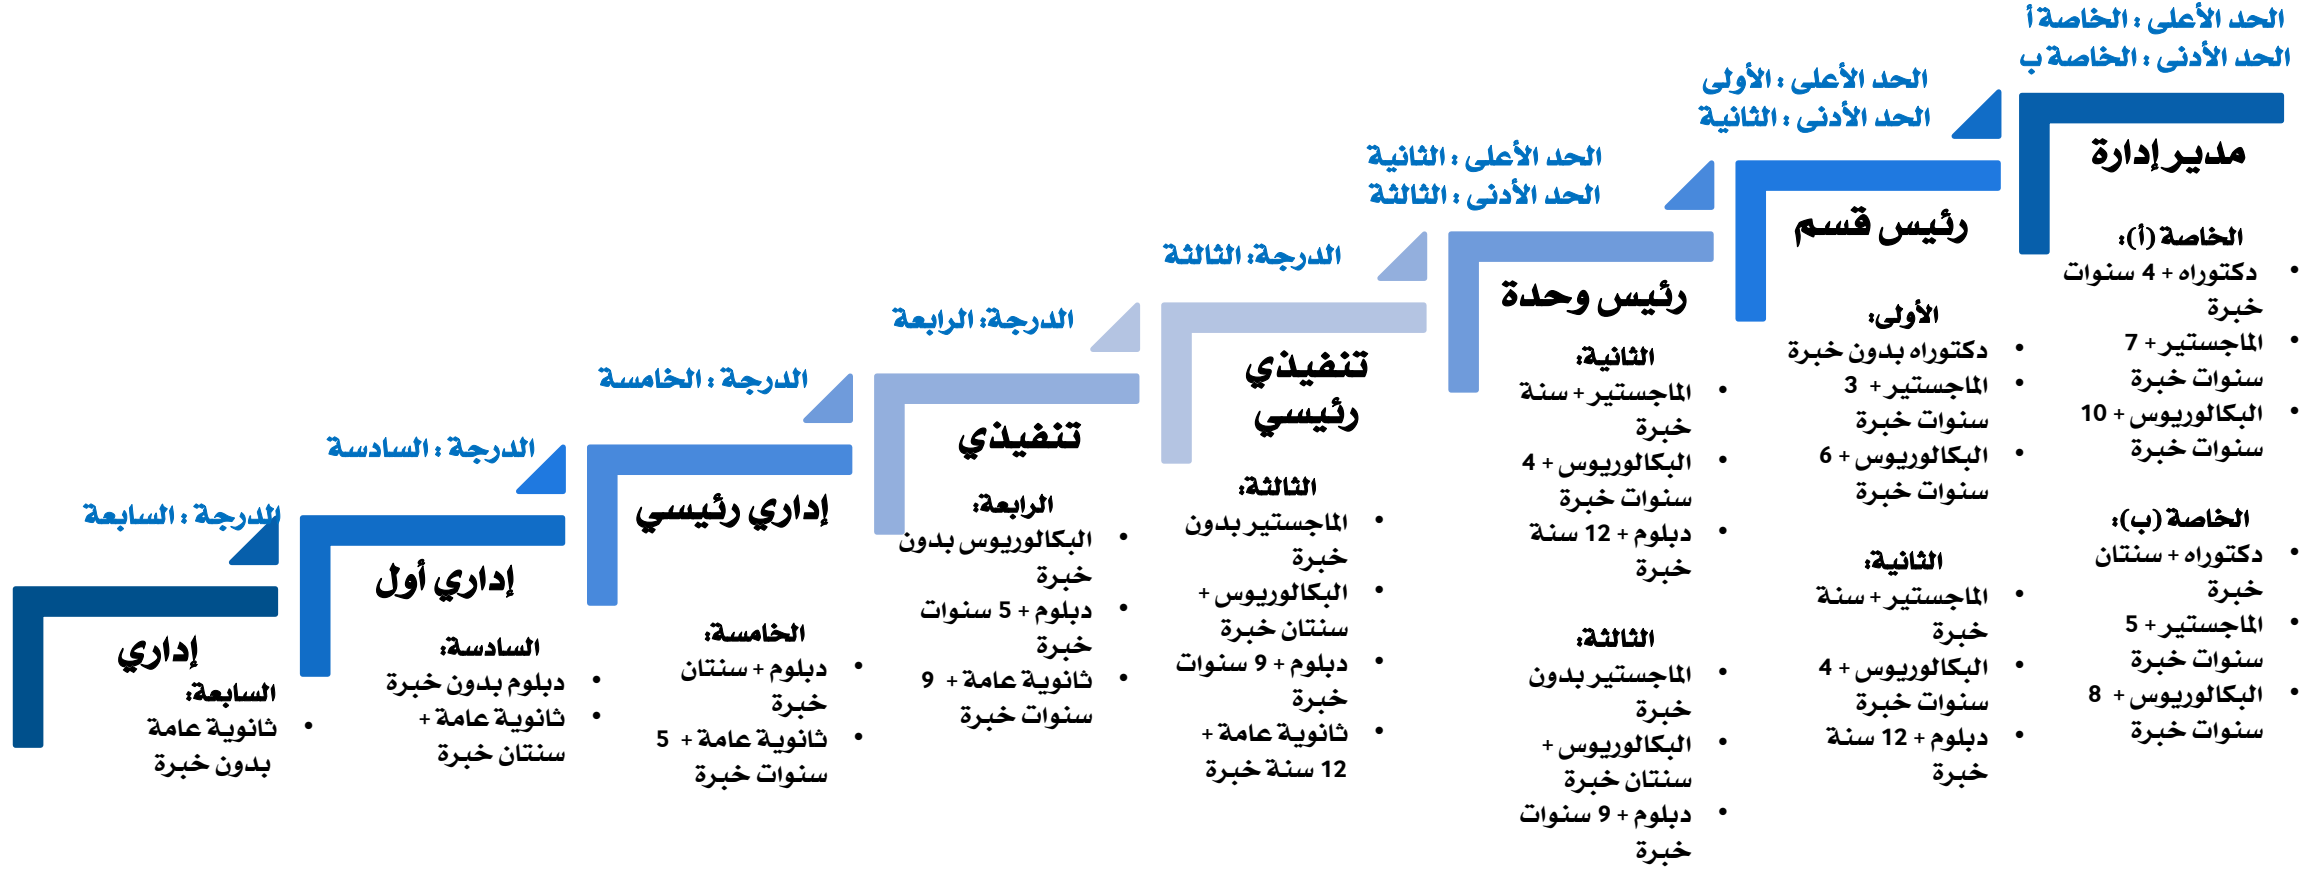 الحد الأعلى : الخاصة أ
الحد الأدنى : الخاصة ب
مدير إدارة
الخاصة (أ):
• دكتوراه + 4 سنوات
خبرة
• الماجستير + 7
سنوات خبرة
• البكالوريوس + 10
سنوات خبرة
الخاصة (ب):
• دكتوراه + سنتان
خبرة
• الماجستير + 5
سنوات خبرة
• البكالوريوس + 8
سنوات خبرة
الحد الأعلى : الأولى
الحد الأدنى : الثانية
رئيس قسم
الأولى:
• دكتوراه بدون خبرة
• الماجستير + 3
سنوات خبرة
• البكالوريوس + 6
سنوات خبرة
الثانية:
• الماجستير + سنة
خبرة
• البكالوريوس + 4
سنوات خبرة
• دبلوم + 12 سنة
خبرة
الحد الأعلى : الثانية
الحد الأدنى : الثالثة
رئيس وحدة
الثانية:
• الماجستير + سنة
خبرة
• البكالوريوس + 4
سنوات خبرة
• دبلوم + 12 سنة
خبرة
الثالثة:
• الماجستير بدون
خبرة
• البكالوريوس +
سنتان خبرة
• دبلوم + 9 سنوات
خبرة
الدرجة: الثالثة
تنفيذي
رئيسي
الثالثة:
• الماجستير بدون
خبرة
• البكالوريوس +
سنتان خبرة
• دبلوم + 9 سنوات
خبرة
• ثانوية عامة +
12 سنة خبرة
الدرجة: الرابعة
تنفيذي
الرابعة:
• البكالوريوس بدون
خبرة
• دبلوم + 5 سنوات
خبرة
• ثانوية عامة + 9
سنوات خبرة
الدرجة : الخامسة
إداري رئيسي
الخامسة:
• دبلوم + سنتان
خبرة
• ثانوية عامة + 5
سنوات خبرة
الدرجة : السادسة
إداري أول
السادسة:
• دبلوم بدون خبرة
• ثانوية عامة +
سنتان خبرة
الدرجة : السابعة
إداري
السابعة:
• ثانوية عامة
بدون خبرة